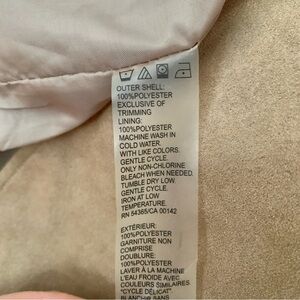 OUTER SHELL:
100%POLYESTER
EXCLUSIVE OF
TRIMMING
LINING:
100%POLYESTER
MACHINE WASH IN
COLD WATER.
WITH LIKE COLORS.
GENTLE CYCLE.
ONLY NON-CHLORINE
BLEACH WHEN NEEDED.
TUMBLE DRY LOW
GENTLE CYCLE.
IRON AT LOW
TEMPERATURE.
RN 54365/CA 00142
EXTÉRIEUR:
100%POLYESTER
GARNITURE NON
COMPRISE
DOUBLURE:
100%POLYESTER
LAVER À LA MACHINE
L'EAU FROIDE AVEC
COULEURS SIMILAIRES
"CYCLE DÉLICAT"
BLANCHIR SANS